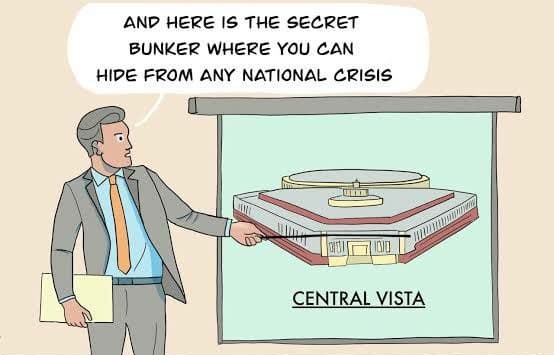 AND HERE IS THE SECRET
BUNKER WHERE YOU CAN
HIDE FROM ANY NATIONAL CRISIS
CENTRAL VISTA